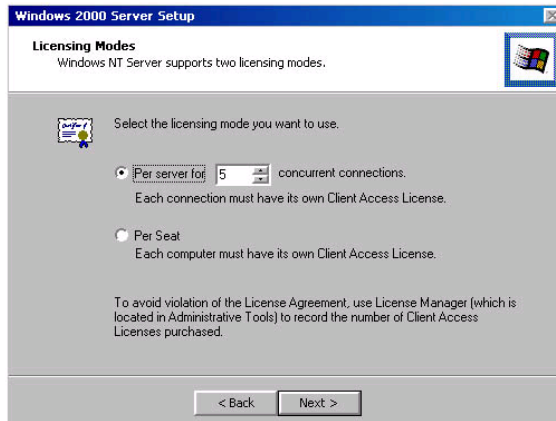 Windows 2000 Server Setup
Licensing Modes
Windows NT Server supports two licensing modes.
Select the licensing mode you want to use.
Per server for 5 concurrent connections.
Each connection must have its own Client Access License.
Per Seat
Each computer must have its own Client Access License.
To avoid violation of the License Agreement, use License Manager (which is
located in Administrative Tools) to record the number of Client Access
Licenses purchased.
< Back Next >